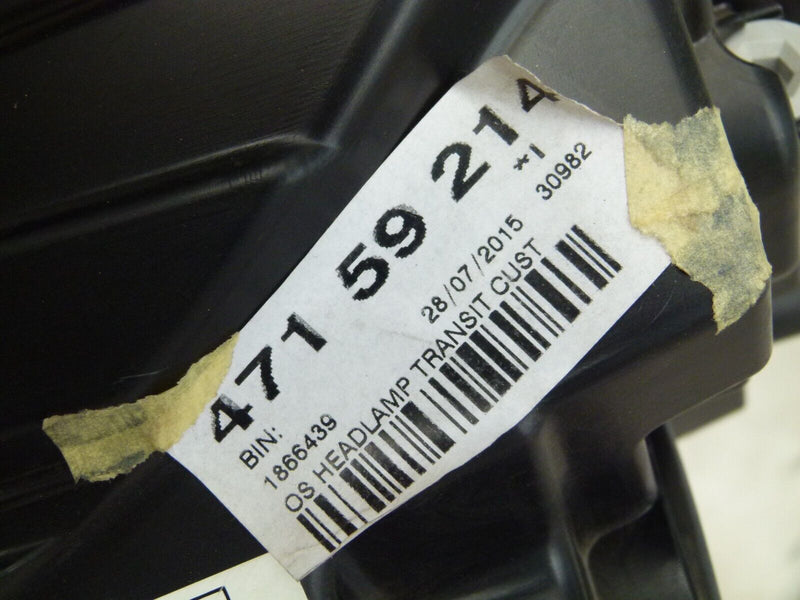 471 59 214
BIN: *I
1866439 28/07/2015 30982
OS HEADLAMP TRANSIT CUST